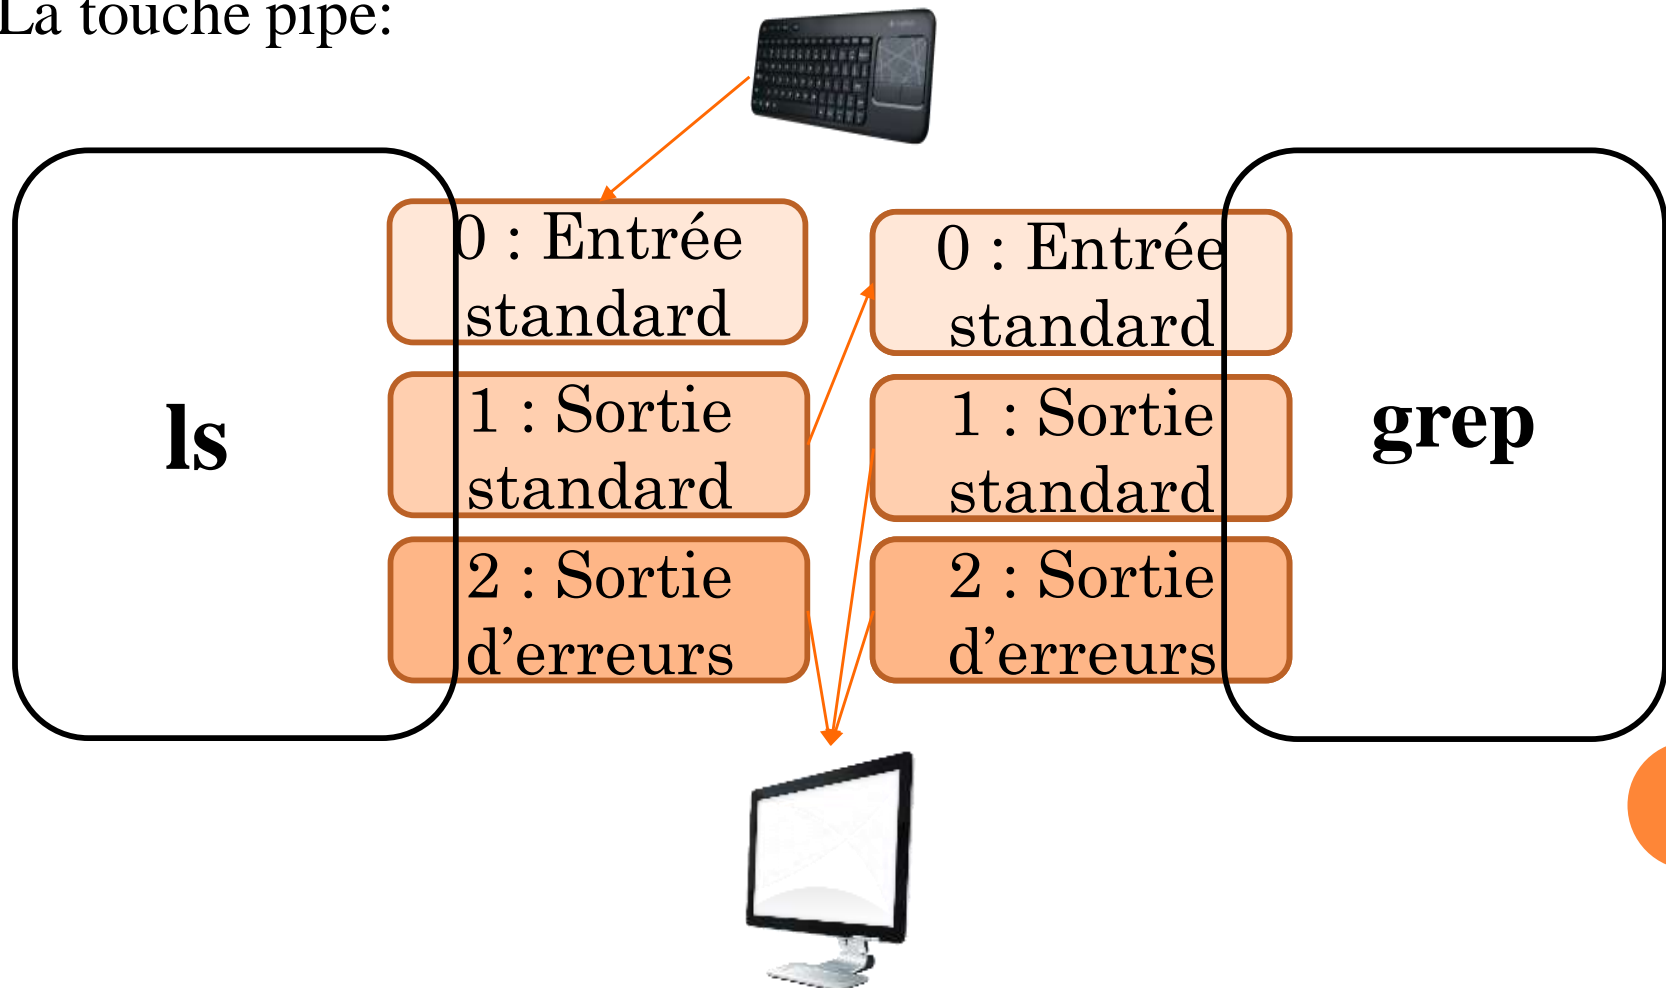 La touche pipe:
0 : Entrée
standard
1 : Sortie
standard
2 : Sortie
d’erreurs
ls
0 : Entrée
standard
1 : Sortie
standard
2 : Sortie
d’erreurs
grep